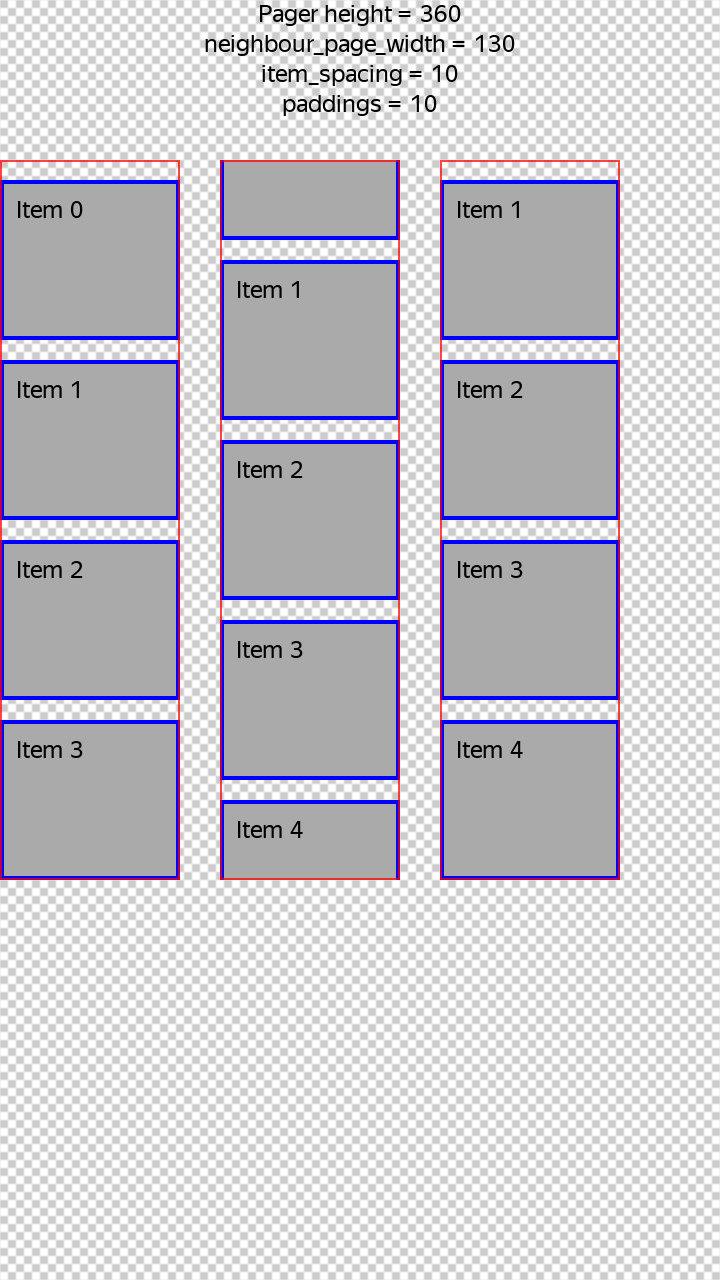 Pager height = 360
neighbour_page_width = 130
item_spacing = 10
paddings = 10
Item 0
Item 1
Item 2
Item 3
Item 1
Item 2
Item 3
Item 4
Item 1
Item 2
Item 3
Item 4